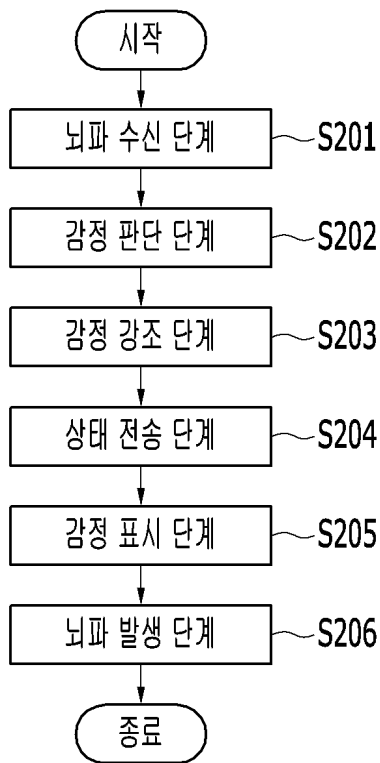 시작
뇌파 수신 단계 S201
감정 판단 단계 S202
감정 강조 단계 S203
상태 전송 단계 S204
감정 표시 단계 S205
뇌파 발생 단계 S206
종료